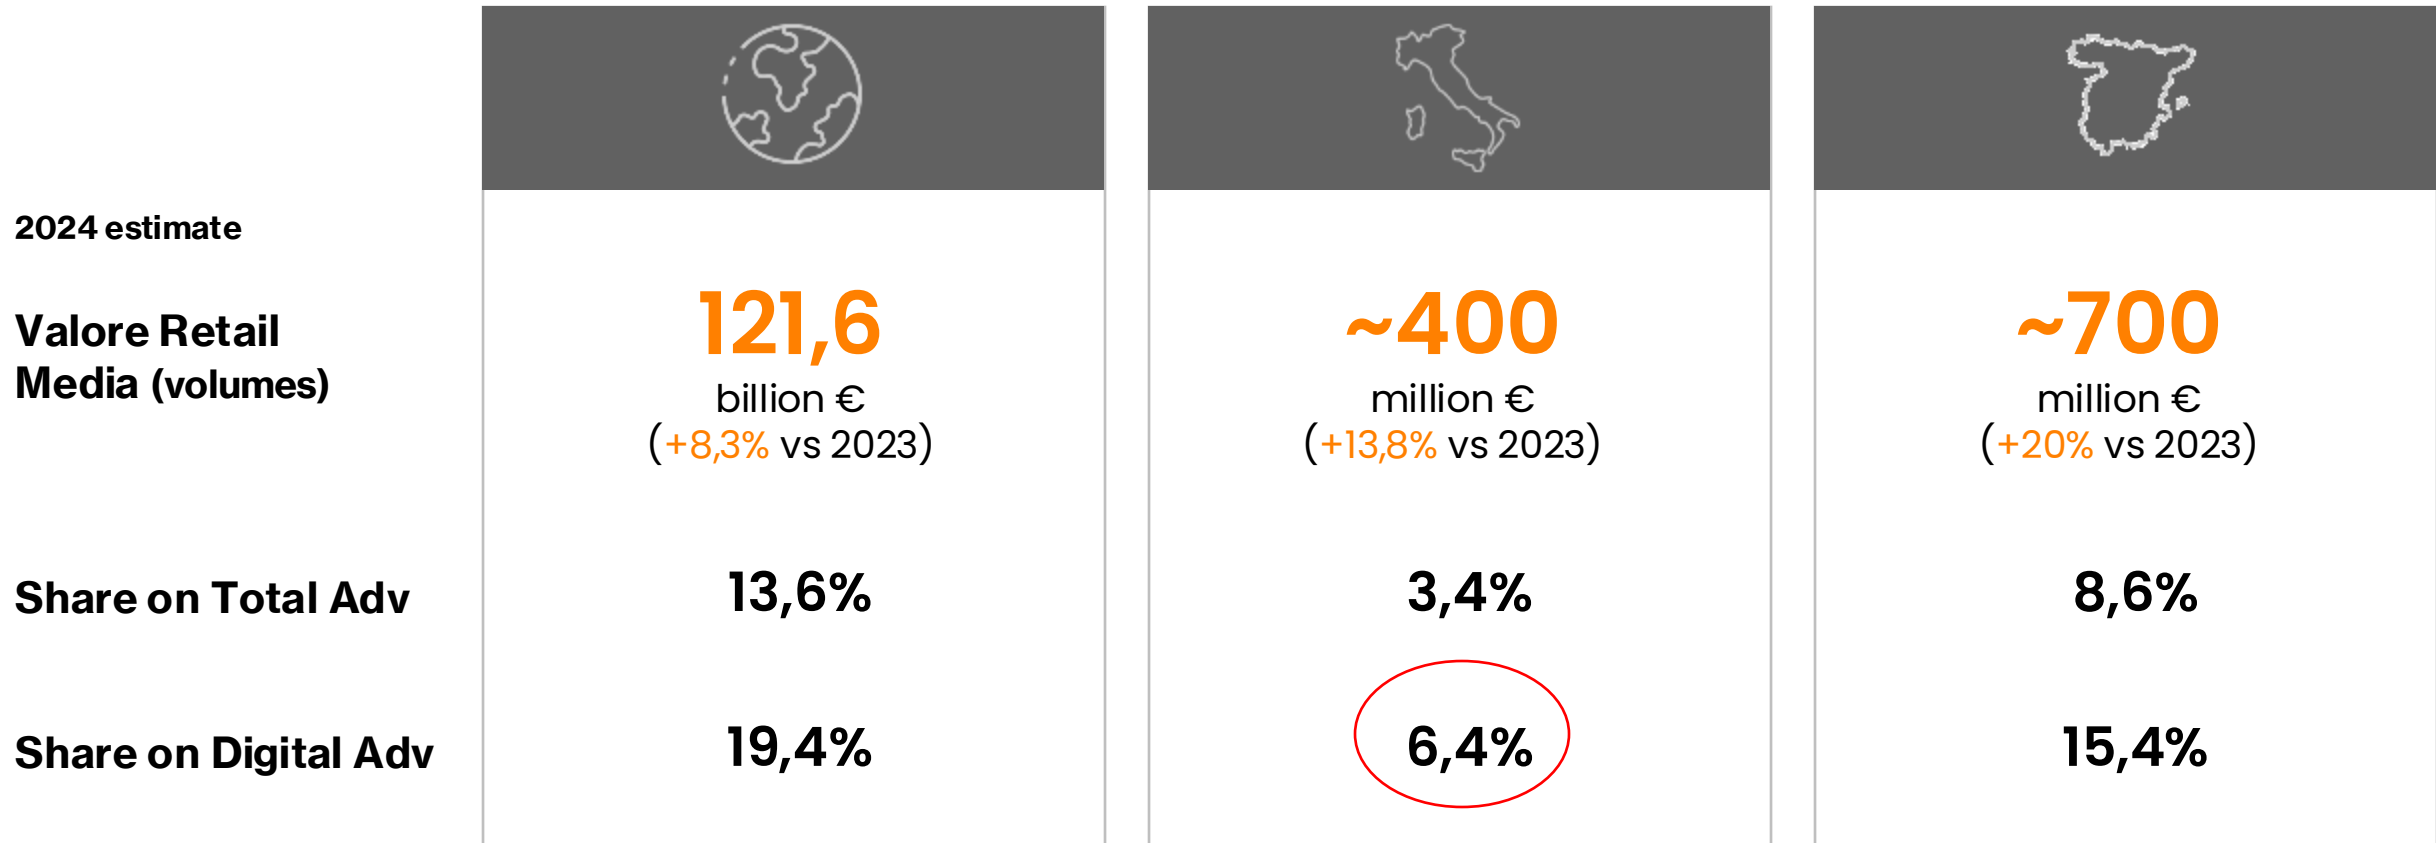 2024 estimate
Valore Retail
Media (volumes)
121,6
billion €
(+8,3% vs 2023)
~400
million €
(+13,8% vs 2023)
~700
million €
(+20% vs 2023)
Share on Total Adv
13,6%
3,4%
8,6%
Share on Digital Adv
19,4%
6,4%
15,4%